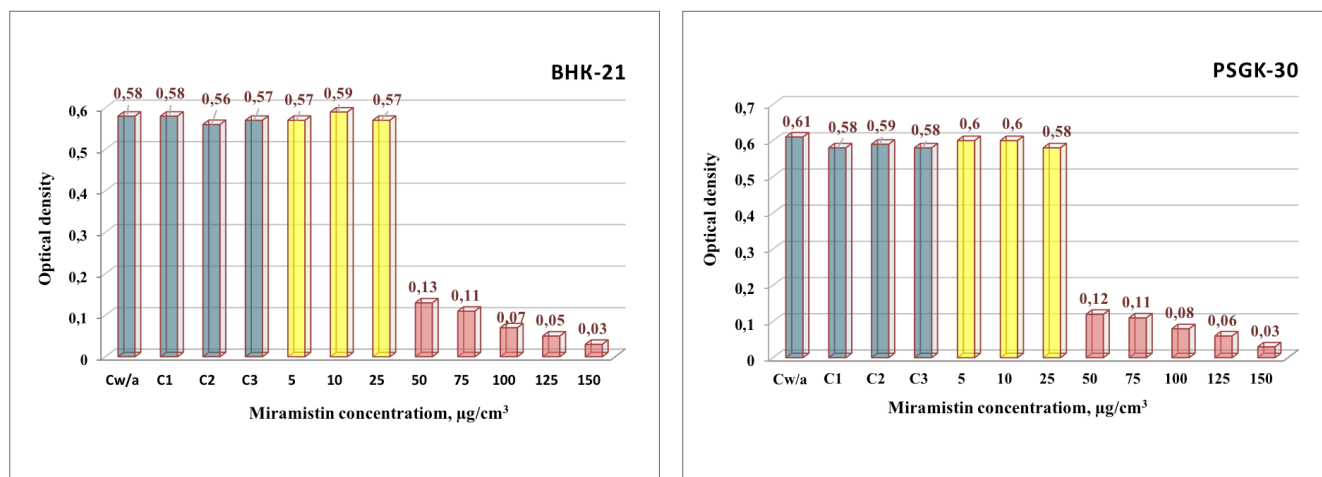 BHK-21
0,58 0,58 0,56 0,57 0,57 0,59 0,57
0,6
0,5
0,4
0,3
0,2
0,1
0
Optical density
0,13 0,11 0,07 0,05 0,03
Cw/a C1 C2 C3 5 10 25 50 75 100 125 150
Miramistin concentratiom, µg/cm³
PSGK-30
0,7
0,6
0,5
0,4
0,3
0,2
0,1
0
Optical density
0,61 0,58 0,59 0,58 0,6 0,6 0,58
0,12 0,11 0,08 0,06 0,03
Cw/a C1 C2 C3 5 10 25 50 75 100 125 150
Miramistin concentratiom, µg/cm³